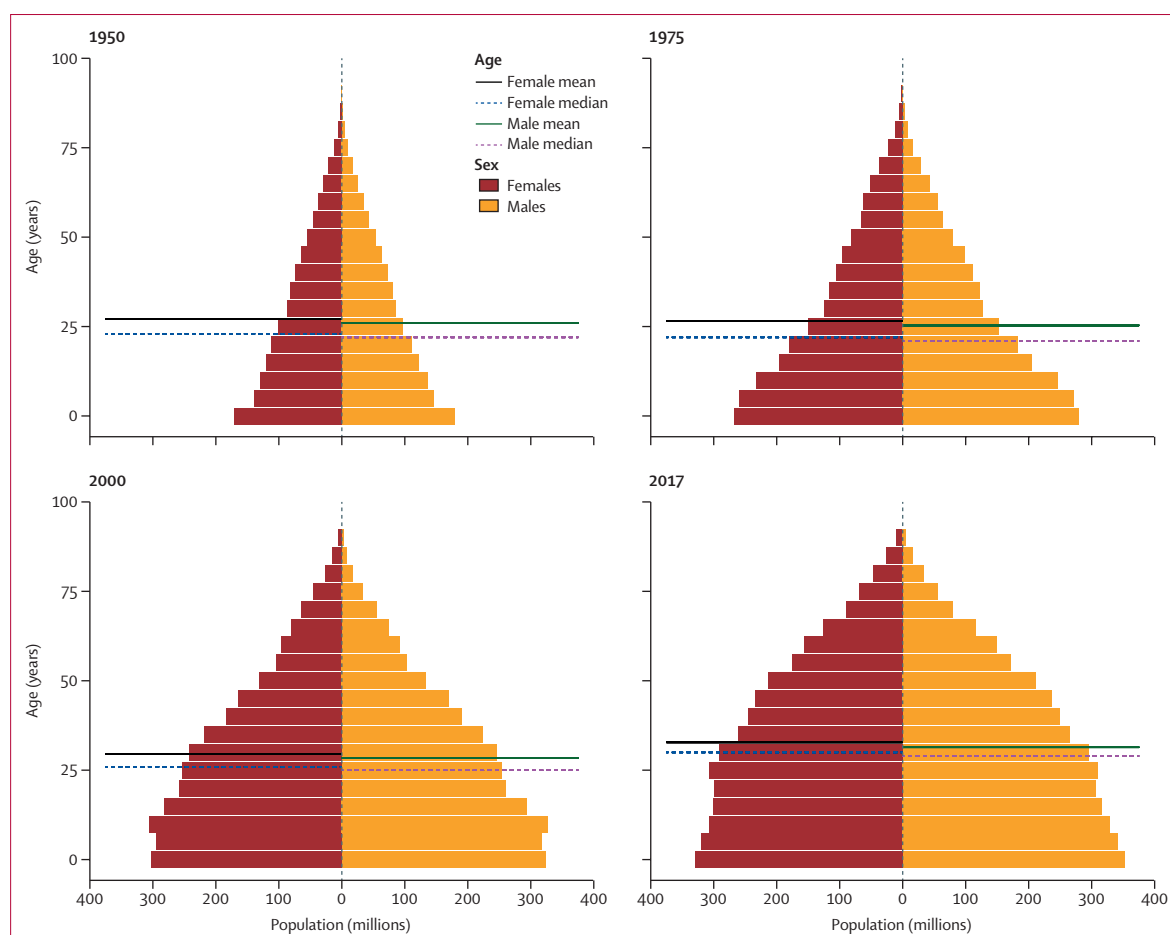 1950
1975
100
75
50
25
0
Age (years)
Age
Female mean
Female median
Male mean
Male median
Sex
Females
Males
2000
2017
100
75
50
25
0
Age (years)
400 300 200 100 0 100 200 300 400
400 300 200 100 0 100 200 300 400
Population (millions)
Population (millions)